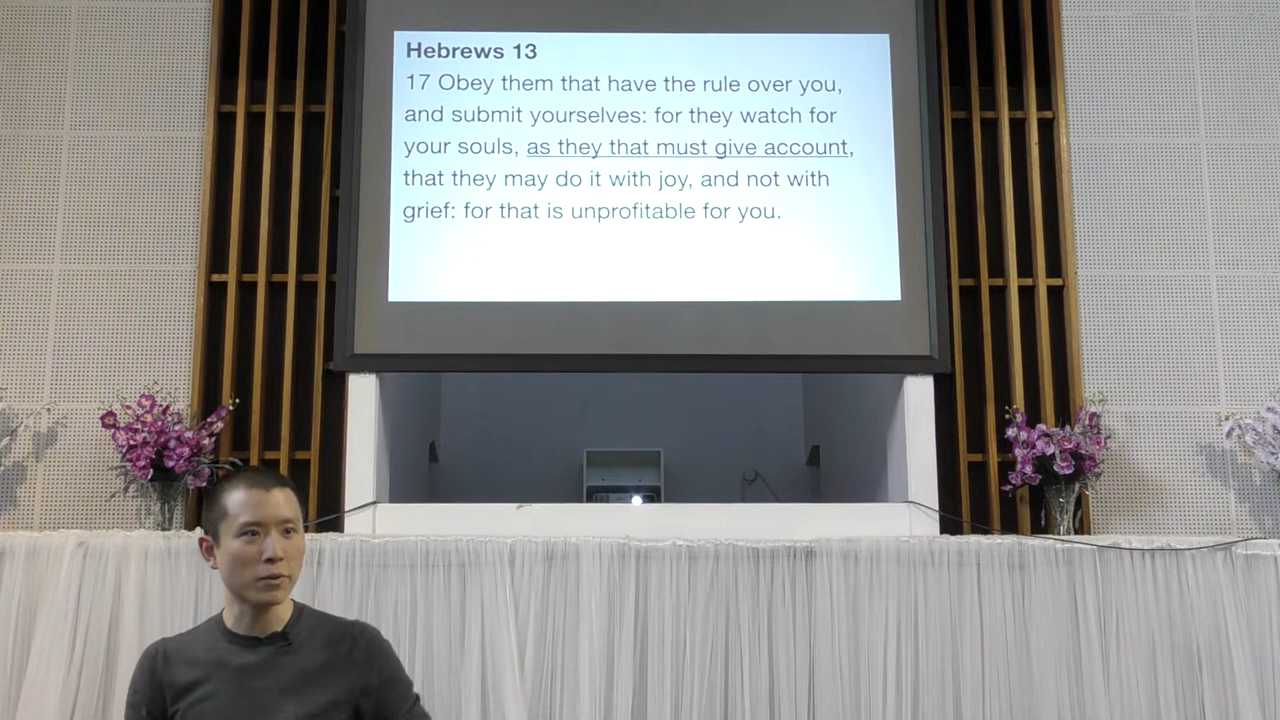 Hebrews 13
17 Obey them that have the rule over you,
and submit yourselves: for they watch for
your souls, as they that must give account,
that they may do it with joy, and not with
grief: for that is unprofitable for you.